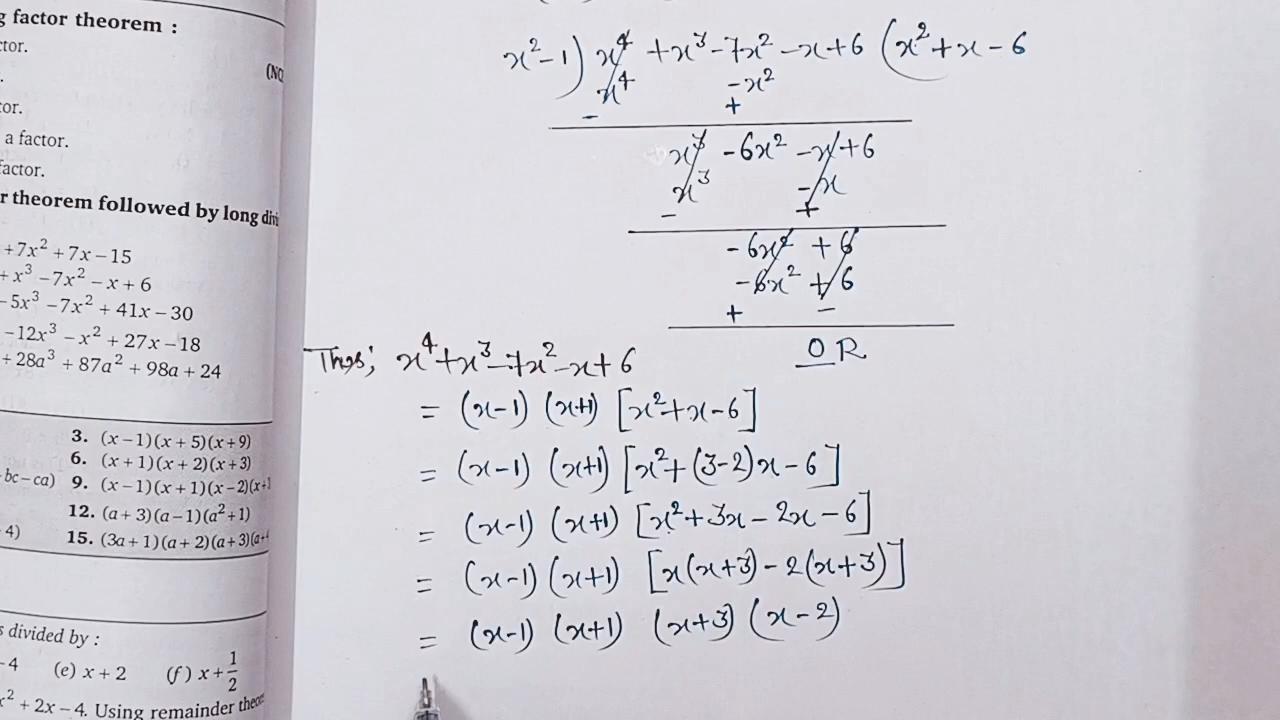 g factor theorem :
ctor.
(NC
tor.
a factor.
factor.
r theorem followed by long divi
+7x² + 7x - 15
+ x³ - 7x² - x + 6
- 5x³ - 7x² + 41x - 30
- 12x³ - x² + 27x - 18
+ 28a³ + 87a² + 98a + 24
3. (x - 1)(x + 5)(x + 9)
6. (x + 1)(x + 2)(x + 3)
bc - ca) 9. (x - 1)(x + 1)(x - 2)(x +
12. (a + 3)(a - 1)(a² + 1)
4) 15. (3a + 1)(a + 2)(a + 3)(a +
s divided by :
-4 (e) x + 2 (f) x + 1/2
x² + 2x - 4. Using remainder theo
x² - 1) x⁴ + x³ - 7x² - x + 6 (x² + x - 6
x⁴ - x²
- +
x³ - 6x² - x + 6
x³ - x
- +
- 6x² + 6
- 6x² + 6
+ -
OR
Thus, x⁴ + x³ - 7x² - x + 6
= (x-1) (x+1) [x² + x - 6]
= (x-1) (x+1) [x² + (3-2)x - 6]
= (x-1) (x+1) [x² + 3x - 2x - 6]
= (x-1) (x+1) [x(x+3) - 2(x+3)]
= (x-1) (x+1) (x+3) (x-2)